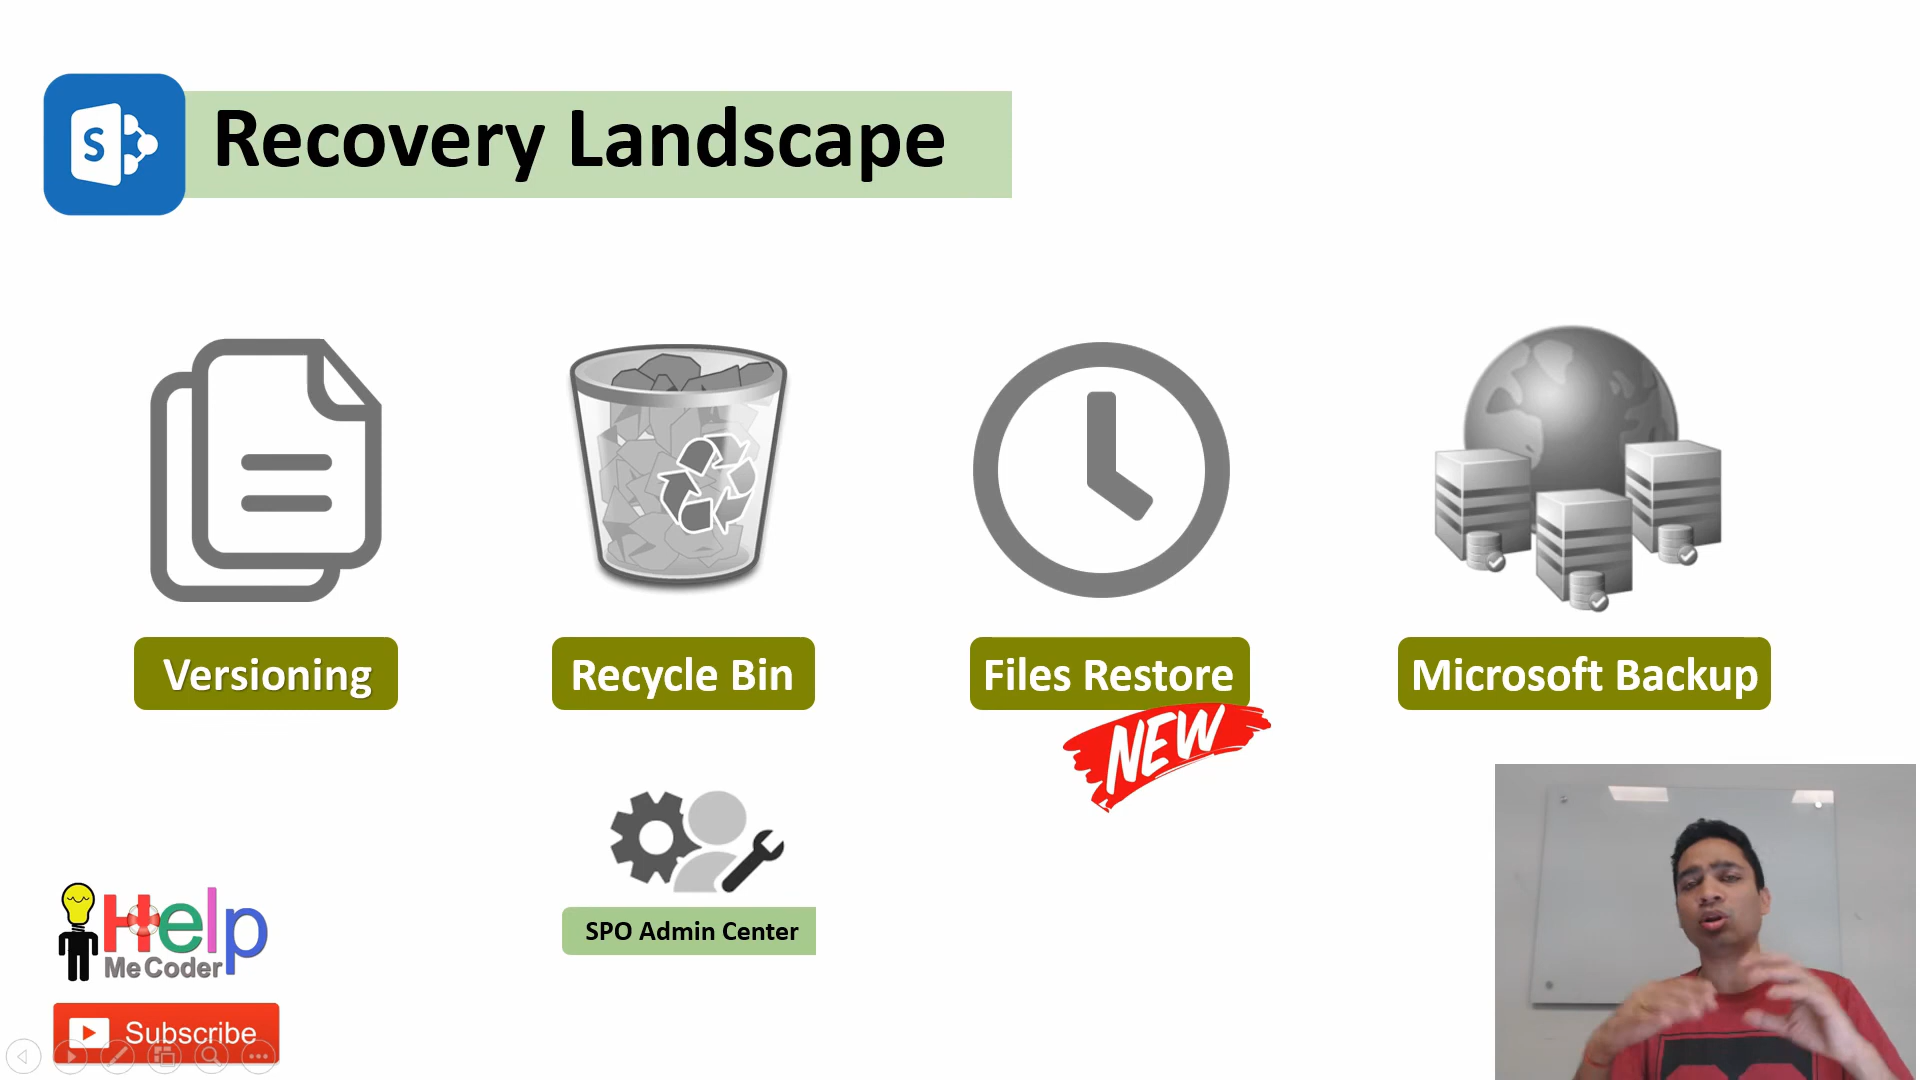 S
Recovery Landscape
Versioning
Recycle Bin
Files Restore
Microsoft Backup
NEW
SPO Admin Center
Help
Me Coder
Subscribe